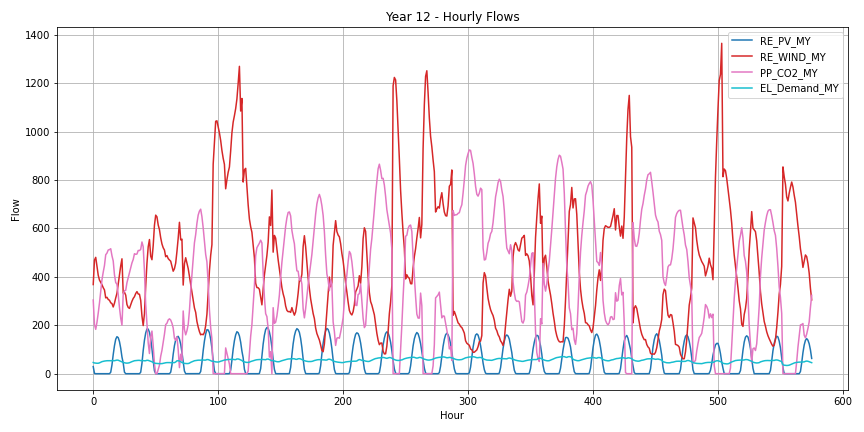 Year 12 - Hourly Flows
RE_PV_MY
RE_WIND_MY
PP_CO2_MY
EL_Demand_MY
1400
1200
1000
800
600
400
200
0
Flow
0
100
200
300
400
500
600
Hour